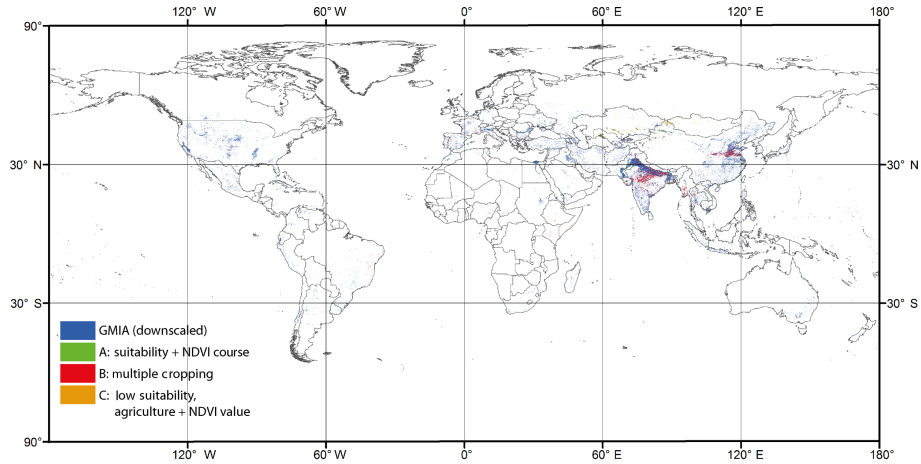 120° W
60° W
0°
60° E
120° E
180°
90°
30° N
30° N
30° S
30° S
GMIA (downscaled)
A: suitability + NDVI course
B: multiple cropping
C: low suitability,
agriculture + NDVI value
90°
120° W
60° W
0°
60° E
120° E
180°